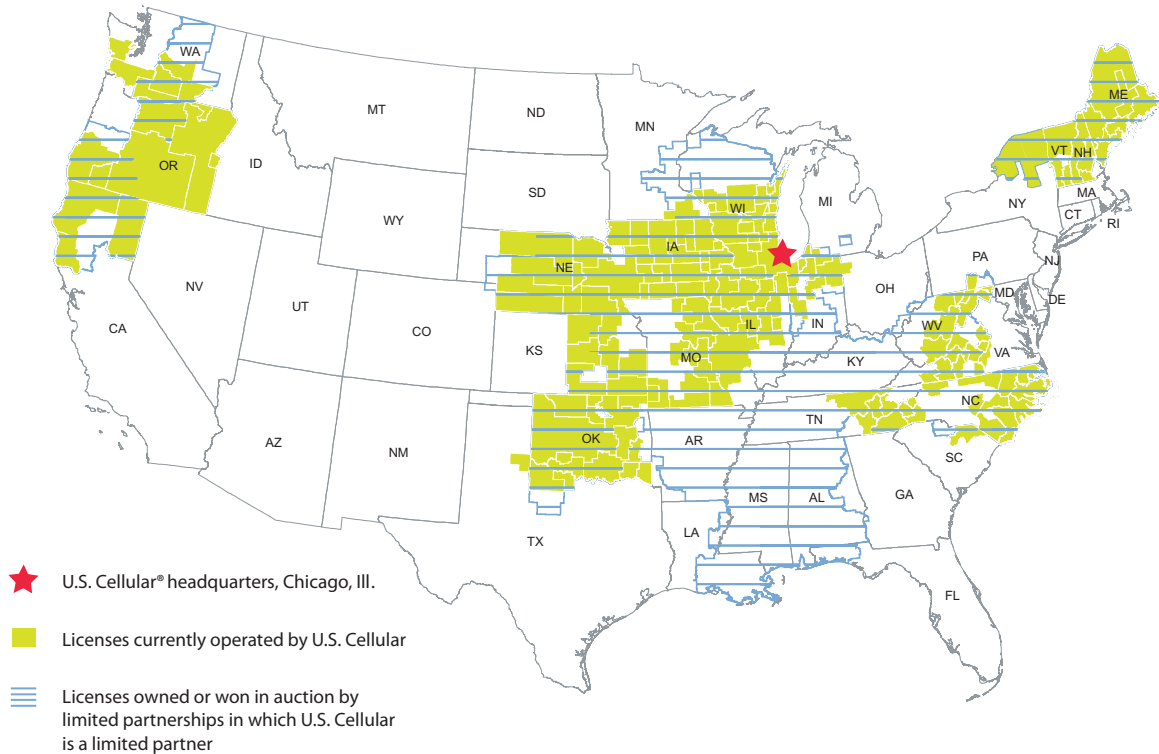 WA
MT
ND
MN
ME
VT
NH
OR
ID
SD
WI
MI
NY
MA
CT
RI
WY
IA
NE
PA
NJ
OH
MD
DE
NV
UT
CO
CA
KS
MO
IL
IN
WV
VA
KY
NC
TN
AZ
NM
OK
AR
SC
MS
AL
GA
LA
TX
FL
U.S. Cellular® headquarters, Chicago, Ill.
Licenses currently operated by U.S. Cellular
Licenses owned or won in auction by
limited partnerships in which U.S. Cellular
is a limited partner